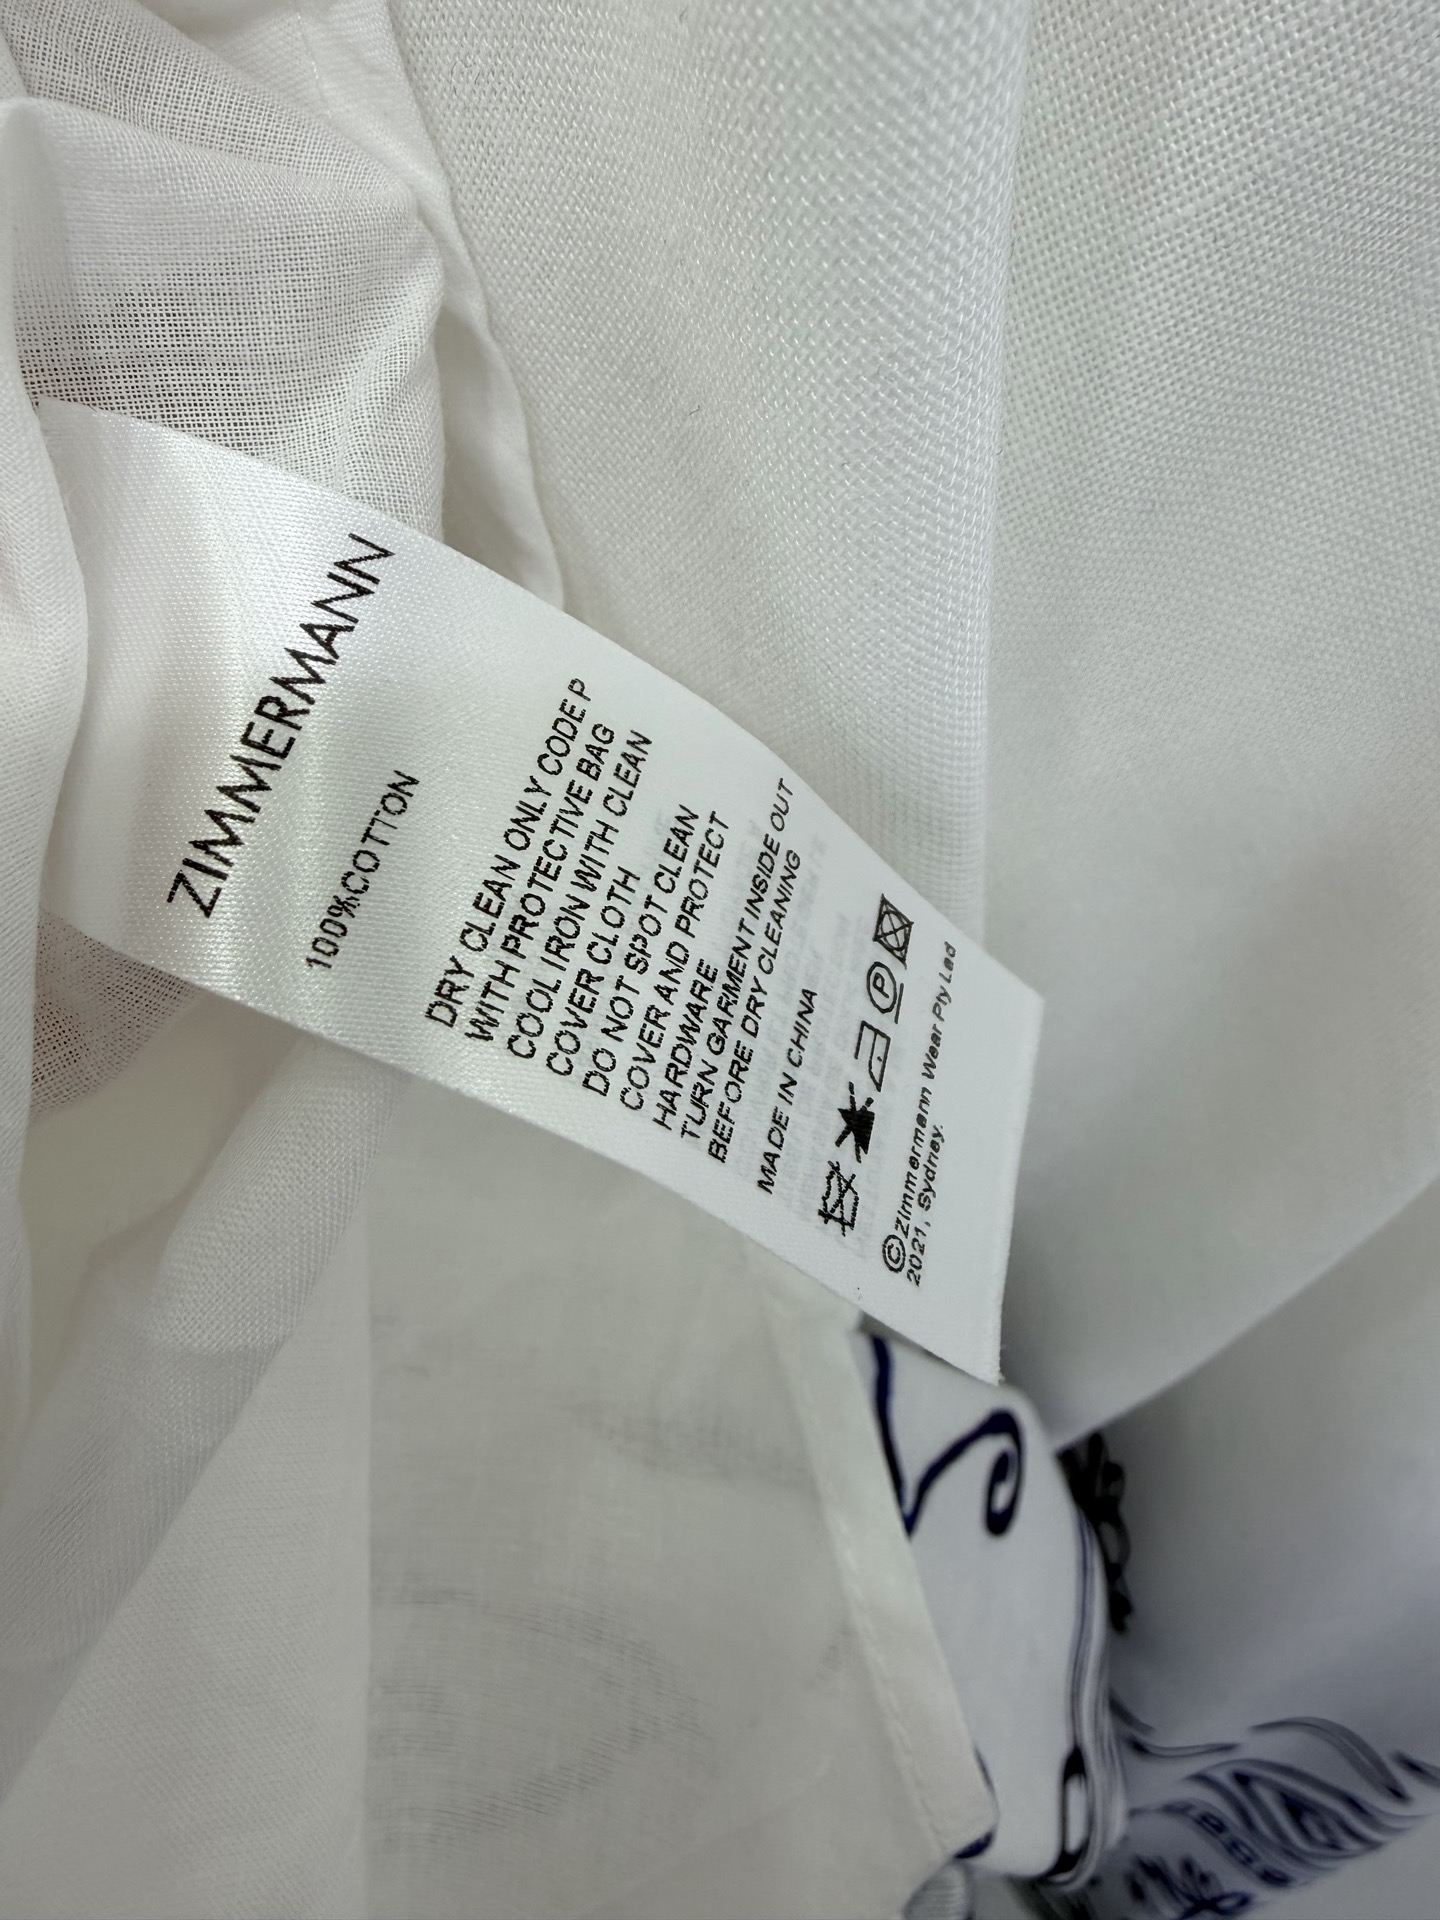 ZIMMERMANN
100%COTTON
DRY CLEAN ONLY CODE P
WITH PROTECTIVE BAG
COOL IRON WITH CLEAN
COVER CLOTH
DO NOT SPOT CLEAN
COVER AND PROTECT
HARDWARE
TURN GARMENT INSIDE OUT
BEFORE DRY CLEANING
MADE IN CHINA
P
©Zimmermann Wear Pty Lad
2021, Sydney.